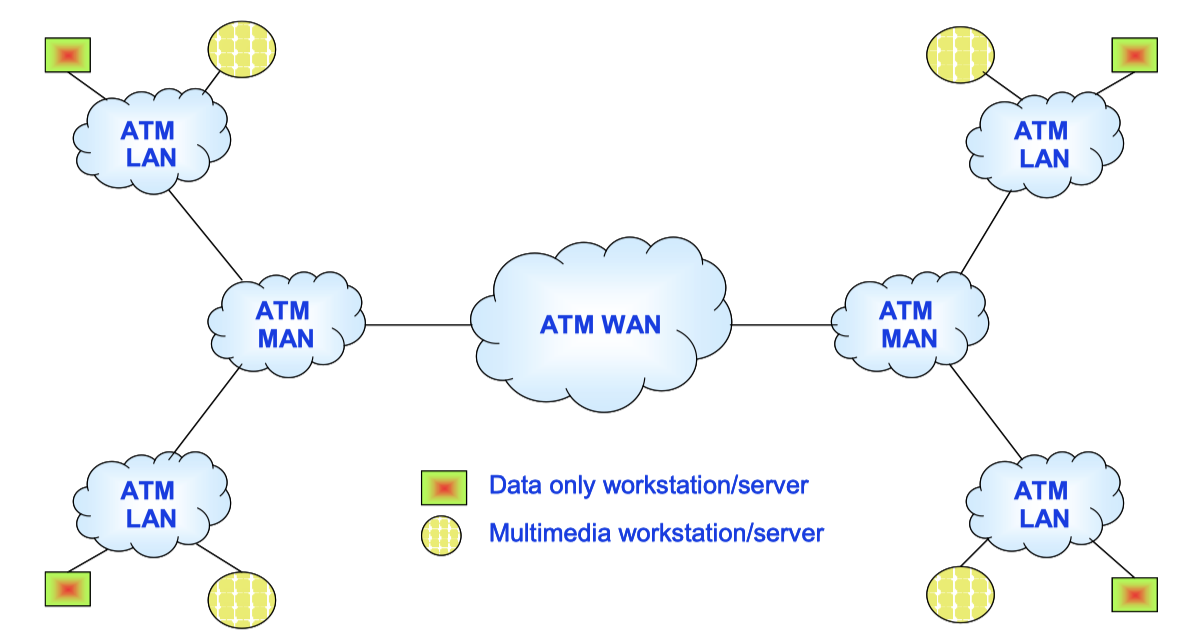 ATM
LAN
ATM
LAN
ATM
MAN
ATM WAN
ATM
MAN
ATM
LAN
ATM
LAN
Data only workstation/server
Multimedia workstation/server